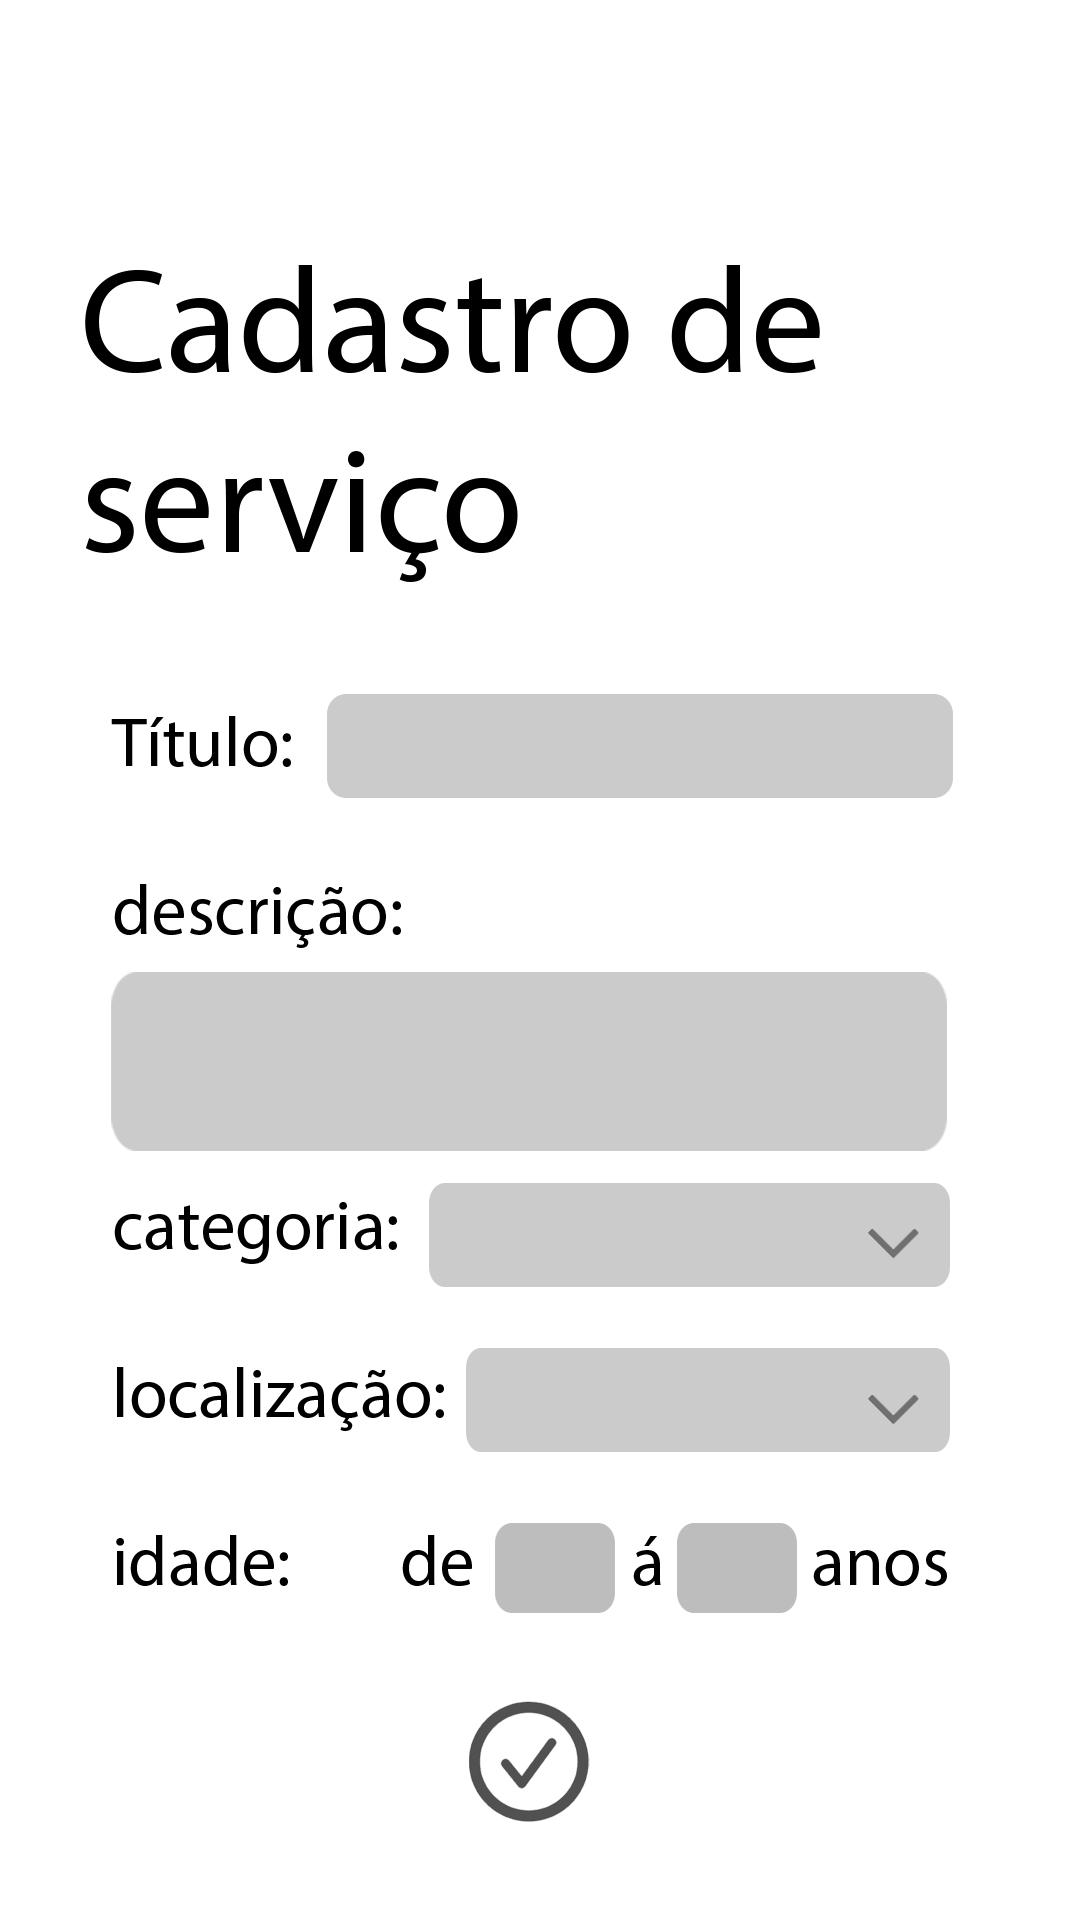 Cadastro de
serviço
Título:
descrição:
categoria:
localização:
idade: de á anos